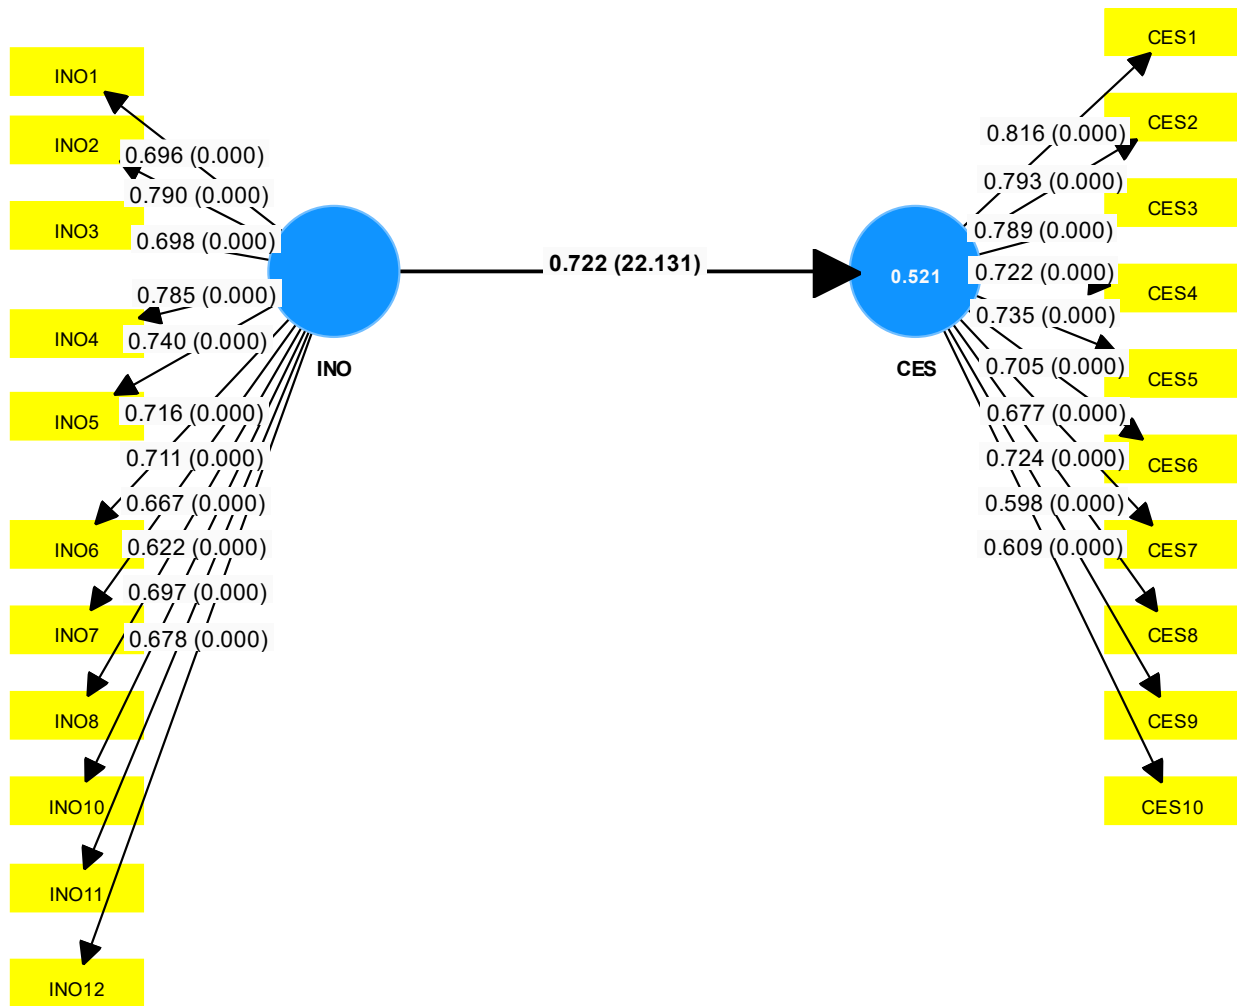 INO1
INO2
INO3
INO4
INO5
INO6
INO7
INO8
INO10
INO11
INO12
0.696 (0.000)
0.790 (0.000)
0.698 (0.000)
0.785 (0.000)
0.740 (0.000)
0.716 (0.000)
0.711 (0.000)
0.667 (0.000)
0.622 (0.000)
0.697 (0.000)
0.678 (0.000)
INO
0.722 (22.131)
0.521
CES
0.816 (0.000)
0.793 (0.000)
0.789 (0.000)
0.722 (0.000)
0.735 (0.000)
0.705 (0.000)
0.677 (0.000)
0.724 (0.000)
0.598 (0.000)
0.609 (0.000)
CES1
CES2
CES3
CES4
CES5
CES6
CES7
CES8
CES9
CES10